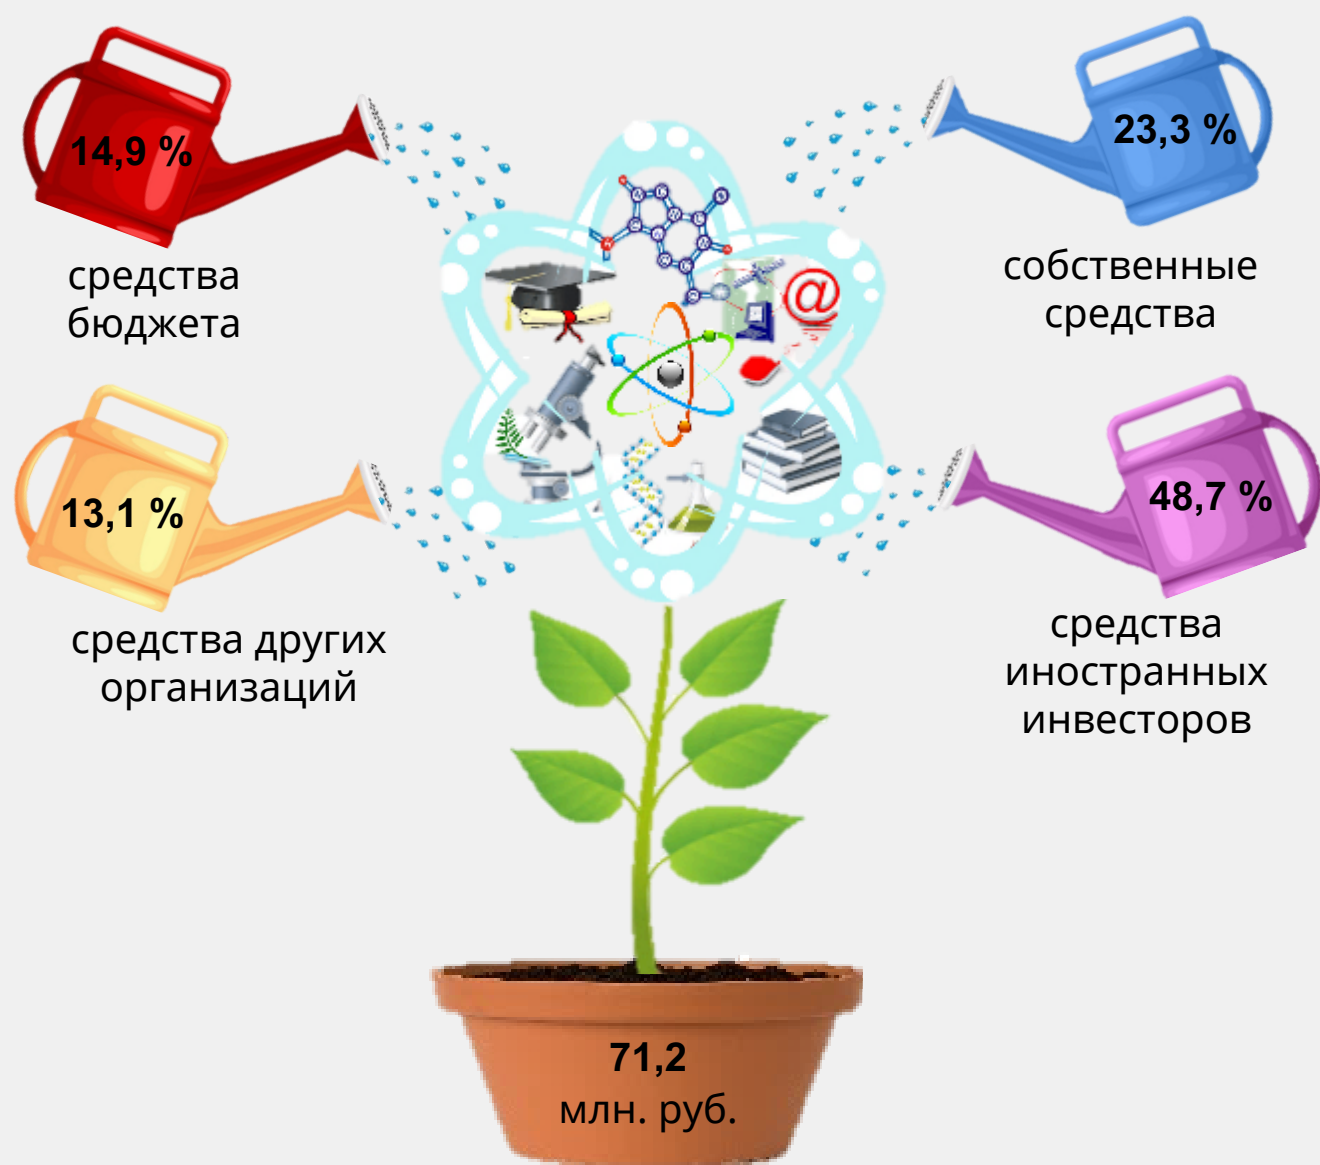 14,9 %
средства
бюджета
23,3 %
собственные
средства
@
13,1 %
средства других
организаций
48,7 %
средства
иностранных
инвесторов
71,2
млн. руб.